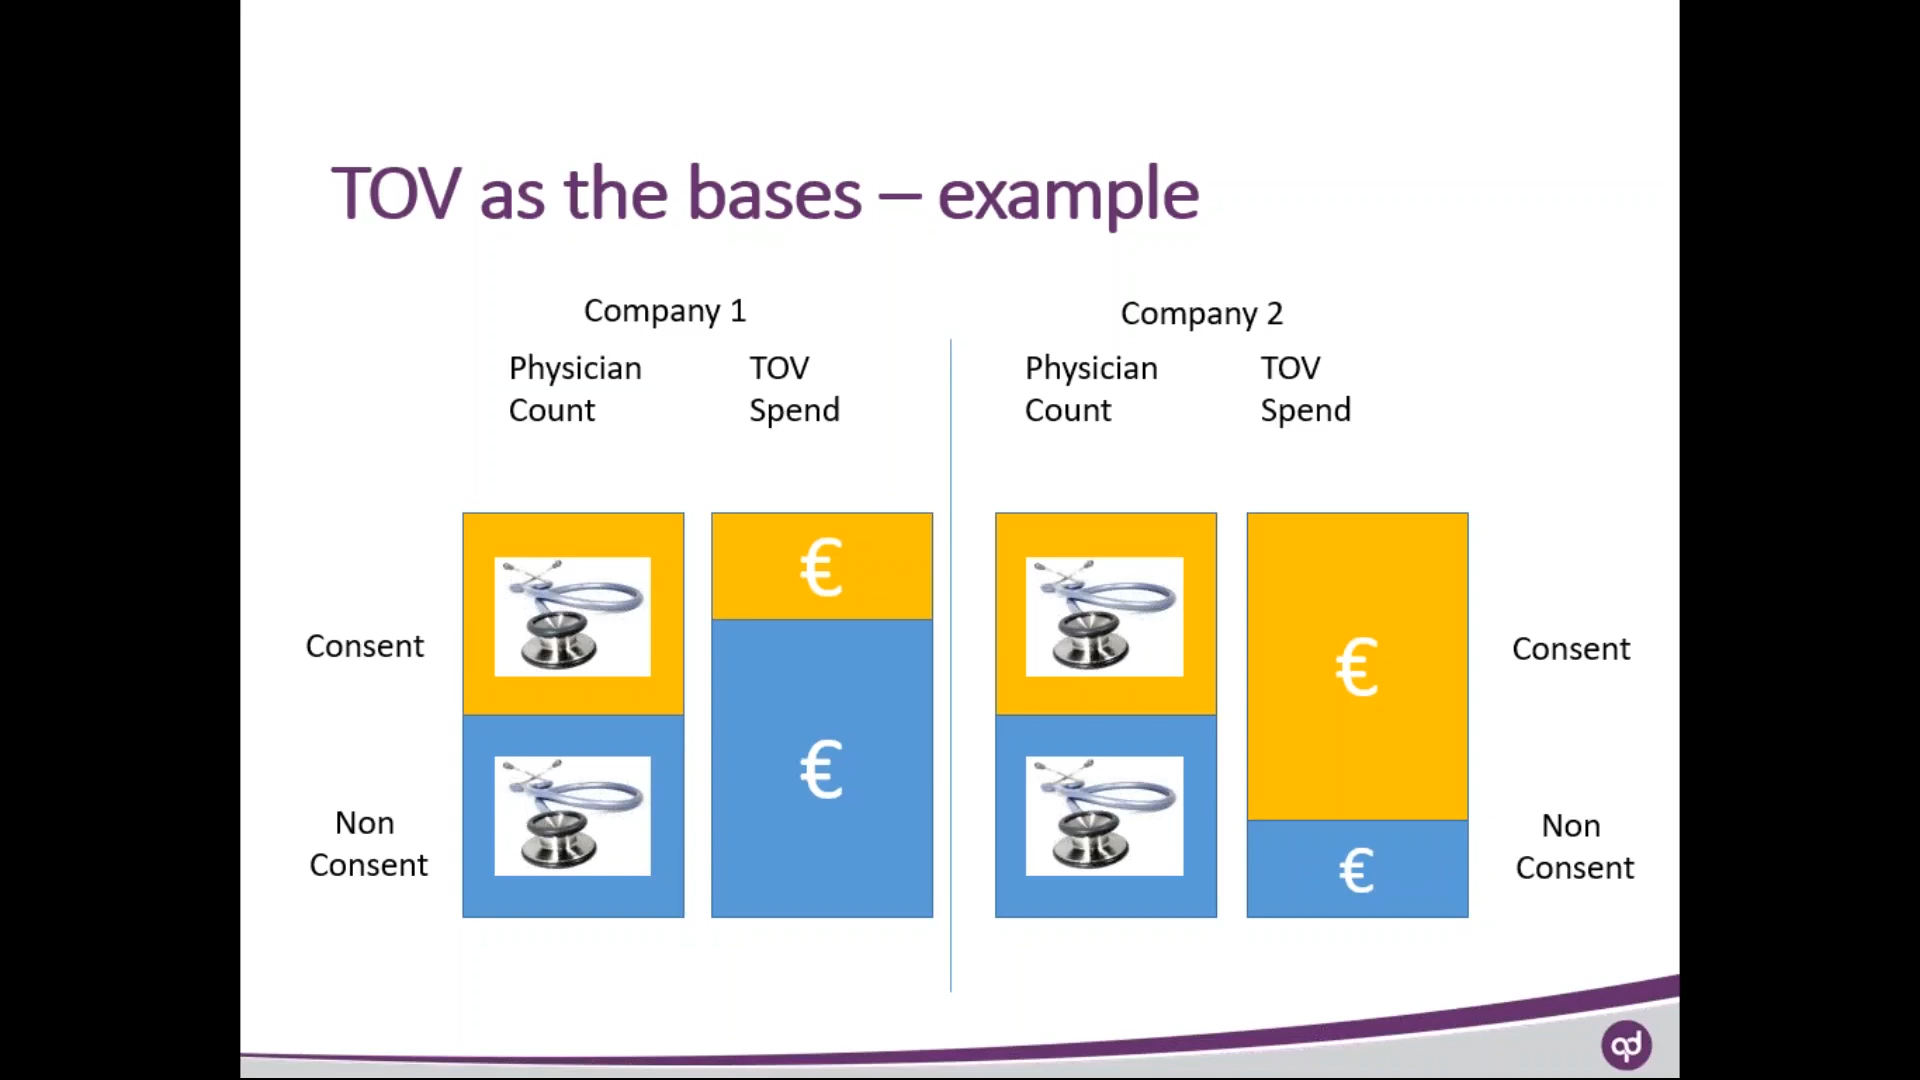 TOV as the bases – example
Company 1
Company 2
Physician
Count
TOV
Spend
Physician
Count
TOV
Spend
€
€
€
€
Consent
Non
Consent
Consent
Non
Consent
qd